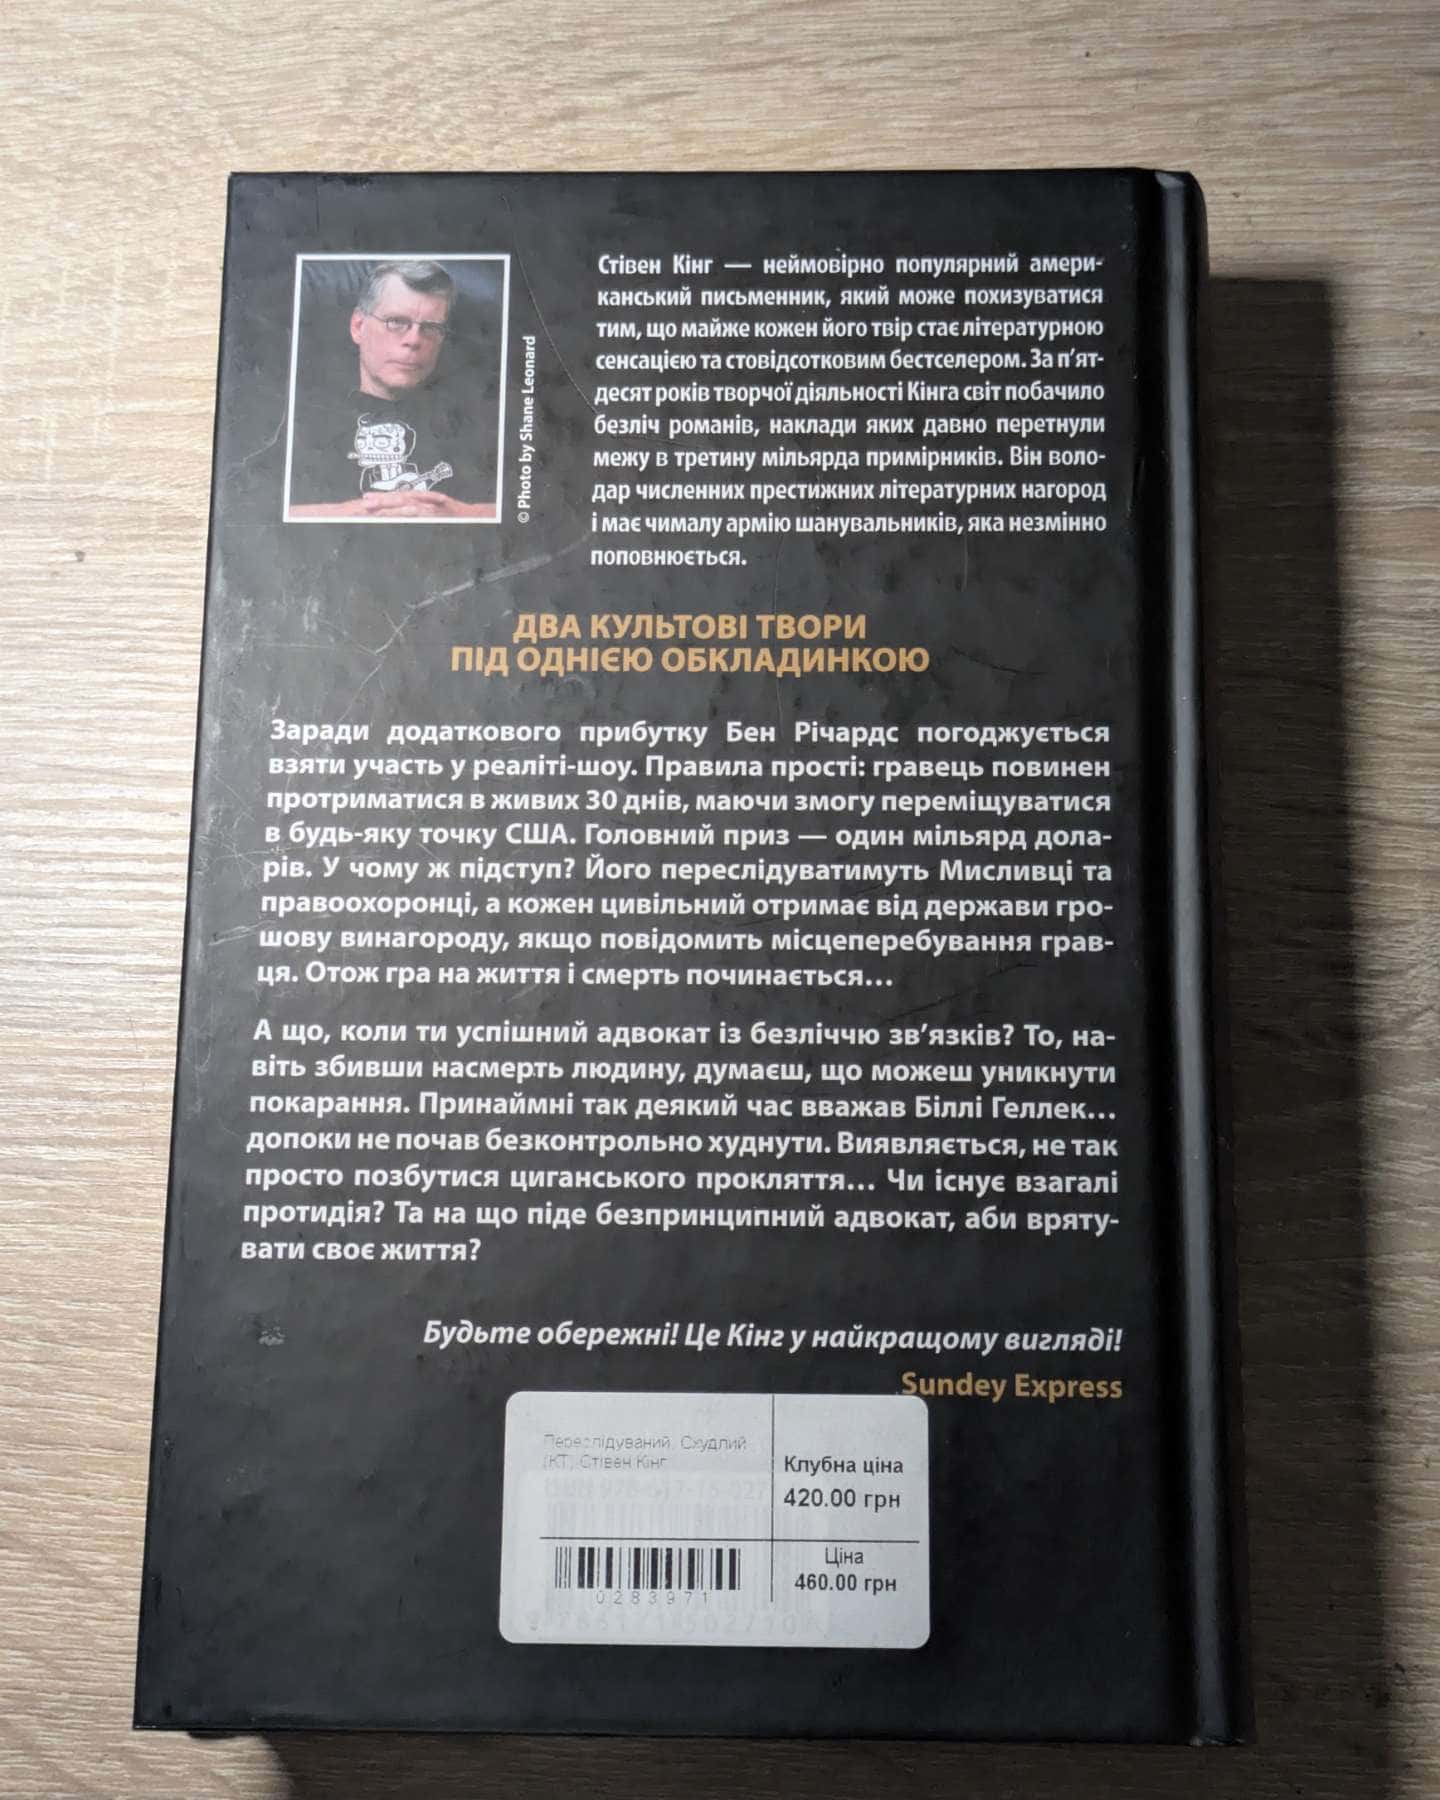 Стівен Кінг — неймовірно популярний амери-
канський письменник, який може похизуватися
тим, що майже кожен його твір стає літературною
сенсацією та стовідсотковим бестселером. За п'ят-
десят років творчої діяльності Кінга світ побачило
безліч романів, наклади яких давно перетнули
межу в третину мільярда примірників. Він воло-
дар численних престижних літературних нагород
і має чималу армію шанувальників, яка незмінно
поповнюється.
© Photo by Shane Leonard
ДВА КУЛЬТОВІ ТВОРИ
ПІД ОДНІЄЮ ОБКЛАДИНКОЮ
Заради додаткового прибутку Бен Річардс погоджується
взяти участь у реаліті-шоу. Правила прості: гравець повинен
протриматися в живих 30 днів, маючи змогу переміщуватися
в будь-яку точку США. Головний приз — один мільярд дола-
рів. У чому ж підступ? Його переслідуватимуть Мисливці та
правоохоронці, а кожен цивільний отримає від держави гро-
шову винагороду, якщо повідомить місцеперебування грав-
ця. Отож гра на життя і смерть починається...
А що, коли ти успішний адвокат із безліччю зв'язків? То, на-
віть збивши насмерть людину, думаєш, що можеш уникнути
покарання. Принаймні так деякий час вважав Біллі Геллек...
допоки не почав безконтрольно худнути. Виявляється, не так
просто позбутися циганського прокляття... Чи існує взагалі
протидія? Та на що піде безпринципний адвокат, аби вряту-
вати своє життя?
Будьте обережні! Це Кінг у найкращому вигляді!
Sundey Express
Переслідуваний. Схудлий
(КТ) Стівен Кінг
Клубна ціна
420.00 грн
0283971
Ціна
460.00 грн